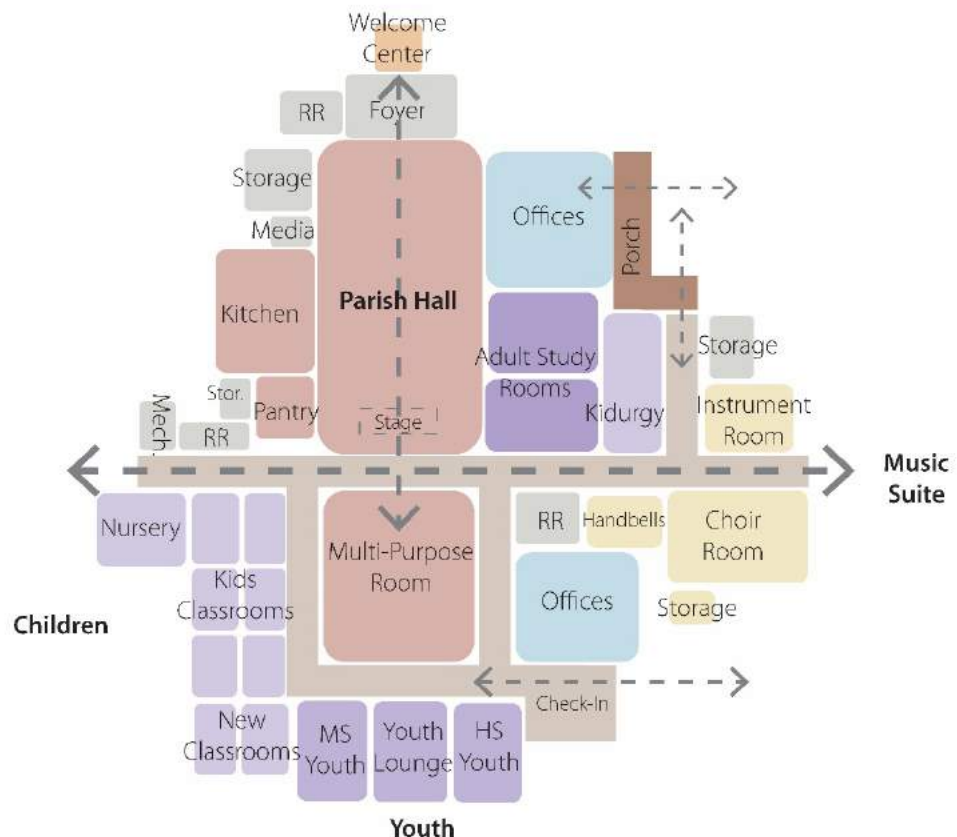 Welcome
Center
RR
Foyer
Storage
Media
Offices
Porch
Kitchen
Parish Hall
Adult Study
Rooms
Kidurgy
Storage
Stor.
Pantry
Stage
Instrument
Room
Mech.
RR
Music
Suite
Nursery
RR
Handbells
Choir
Room
Multi-Purpose
Room
Kids
Classrooms
Offices
Storage
Children
Check-In
New
Classrooms
MS
Youth
Youth
Lounge
HS
Youth
Youth